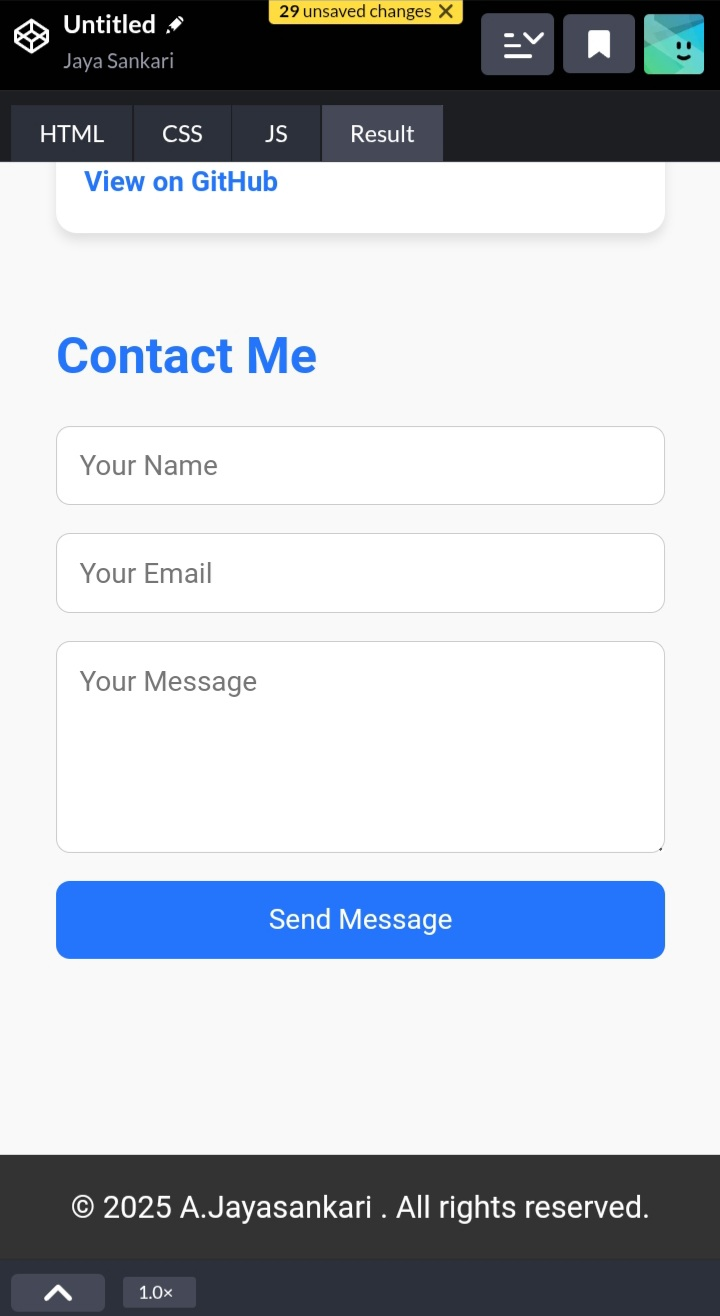 Untitled
29 unsaved changes
Jaya Sankari
HTML CSS JS Result
View on GitHub
Contact Me
Your Name
Your Email
Your Message
Send Message
© 2025 A.Jayasankari . All rights reserved.
1.0×